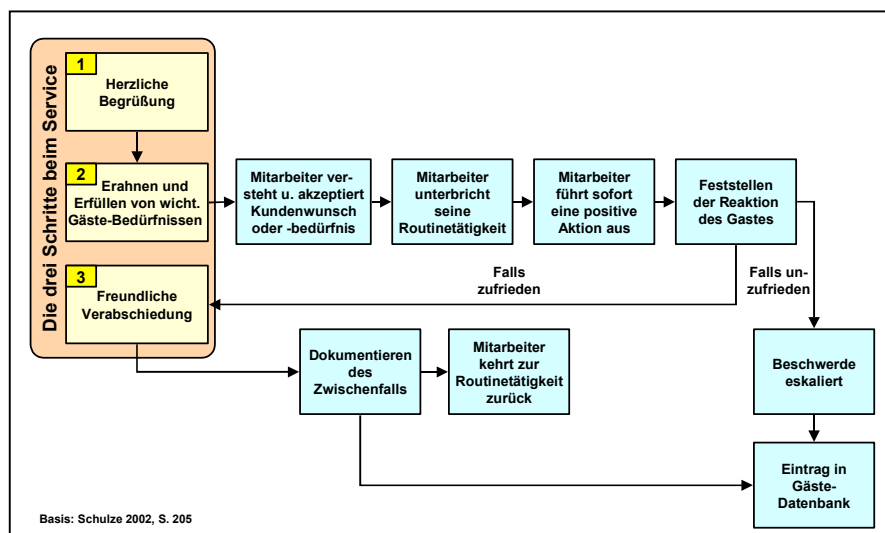 Die drei Schritte beim Service
1
Herzliche
Begrüßung
2
Erahnen und
Erfüllen von wicht.
Gäste-Bedürfnissen
Mitarbeiter ver-
steht u. akzeptiert
Kundenwunsch
oder -bedürfnis
Mitarbeiter
unterbricht
seine
Routinetätigkeit
Mitarbeiter
führt sofort
eine positive
Aktion aus
Feststellen
der Reaktion
des Gastes
3
Freundliche
Verabschiedung
Falls
zufrieden
Falls un-
zufrieden
Dokumentieren
des
Zwischenfalls
Mitarbeiter
kehrt zur
Routinetätigkeit
zurück
Beschwerde
eskaliert
Eintrag in
Gäste-
Datenbank
Basis: Schulze 2002, S. 205